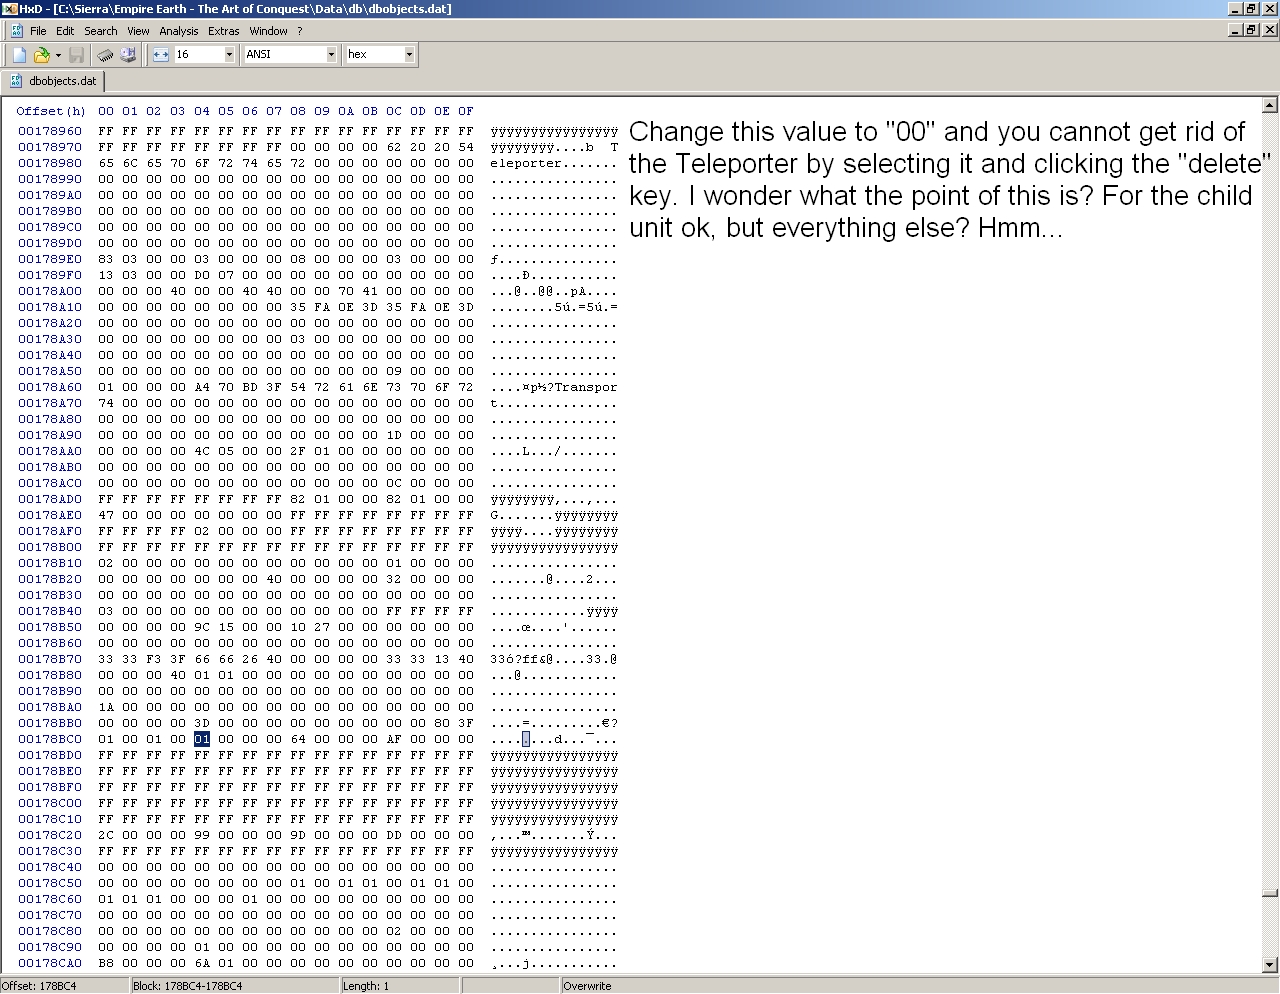 HxD - [C:\Sierra\Empire Earth - The Art of Conquest\Data\db\dbobjects.dat]
File Edit Search View Analysis Extras Window ?
16 ANSI hex
dbobjects.dat
Offset(h) 00 01 02 03 04 05 06 07 08 09 0A 0B 0C 0D 0E 0F
00178960 FF FF FF FF FF FF FF FF FF FF FF FF FF FF FF FF ÿÿÿÿÿÿÿÿÿÿÿÿÿÿÿÿ
00178970 FF FF FF FF FF FF FF FF 00 00 00 00 62 20 20 54 ÿÿÿÿÿÿÿÿ....b  T
00178980 65 6C 65 70 6F 72 74 65 72 00 00 00 00 00 00 00 eleporter.......
00178990 00 00 00 00 00 00 00 00 00 00 00 00 00 00 00 00 ................
001789A0 00 00 00 00 00 00 00 00 00 00 00 00 00 00 00 00 ................
001789B0 00 00 00 00 00 00 00 00 00 00 00 00 00 00 00 00 ................
001789C0 00 00 00 00 00 00 00 00 00 00 00 00 00 00 00 00 ................
001789D0 00 00 00 00 00 00 00 00 00 00 00 00 00 00 00 00 ................
001789E0 83 03 00 00 03 00 00 00 08 00 00 00 03 00 00 00 ƒ...............
001789F0 13 03 00 00 D0 07 00 00 00 00 00 00 00 00 00 00 ....Ð...........
00178A00 00 00 00 40 00 00 40 40 00 00 70 41 00 00 00 00 ...@..@@..pA....
00178A10 00 00 00 00 00 00 00 00 35 FA 0E 3D 35 FA 0E 3D ........5ú.=5ú.=
00178A20 00 00 00 00 00 00 00 00 00 00 00 00 00 00 00 00 ................
00178A30 00 00 00 00 00 00 00 00 03 00 00 00 00 00 00 00 ................
00178A40 00 00 00 00 00 00 00 00 00 00 00 00 00 00 00 00 ................
00178A50 00 00 00 00 00 00 00 00 00 00 00 00 09 00 00 00 ................
00178A60 01 00 00 00 A4 70 BD 3F 54 72 61 6E 73 70 6F 72 ....¤p½?Transpor
00178A70 74 00 00 00 00 00 00 00 00 00 00 00 00 00 00 00 t...............
00178A80 00 00 00 00 00 00 00 00 00 00 00 00 00 00 00 00 ................
00178A90 00 00 00 00 00 00 00 00 00 00 00 00 1D 00 00 00 ................
00178AA0 00 00 00 00 4C 05 00 00 2F 01 00 00 00 00 00 00 ....L.../.......
00178AB0 00 00 00 00 00 00 00 00 00 00 00 00 00 00 00 00 ................
00178AC0 00 00 00 00 00 00 00 00 00 00 00 00 0C 00 00 00 ................
00178AD0 FF FF FF FF FF FF FF FF 82 01 00 00 82 01 00 00 ÿÿÿÿÿÿÿÿ‚...‚...
00178AE0 47 00 00 00 00 00 00 00 FF FF FF FF FF FF FF FF G.......ÿÿÿÿÿÿÿÿ
00178AF0 FF FF FF FF 02 00 00 00 FF FF FF FF FF FF FF FF ÿÿÿÿ....ÿÿÿÿÿÿÿÿ
00178B00 FF FF FF FF FF FF FF FF FF FF FF FF FF FF FF FF ÿÿÿÿÿÿÿÿÿÿÿÿÿÿÿÿ
00178B10 02 00 00 00 00 00 00 00 00 00 00 00 01 00 00 00 ................
00178B20 00 00 00 00 00 00 00 40 00 00 00 00 32 00 00 00 .......@....2...
00178B30 00 00 00 00 00 00 00 00 00 00 00 00 00 00 00 00 ................
00178B40 03 00 00 00 00 00 00 00 00 00 00 00 FF FF FF FF ............ÿÿÿÿ
00178B50 00 00 00 00 9C 15 00 00 10 27 00 00 00 00 00 00 ....œ....'......
00178B60 00 00 00 00 00 00 00 00 00 00 00 00 00 00 00 00 ................
00178B70 33 33 F3 3F 66 66 26 40 00 00 00 00 33 33 13 40 33ó?ff&@....33.@
00178B80 00 00 00 40 01 01 00 00 00 00 00 00 00 00 00 00 ...@............
00178B90 00 00 00 00 00 00 00 00 00 00 00 00 00 00 00 00 ................
00178BA0 1A 00 00 00 00 00 00 00 00 00 00 00 00 00 00 00 ................
00178BB0 00 00 00 00 3D 00 00 00 00 00 00 00 00 00 80 3F ....=.........€?
00178BC0 01 00 01 00 01 00 00 00 64 00 00 00 AF 00 00 00 ........d...¯...
00178BD0 FF FF FF FF FF FF FF FF FF FF FF FF FF FF FF FF ÿÿÿÿÿÿÿÿÿÿÿÿÿÿÿÿ
00178BE0 FF FF FF FF FF FF FF FF FF FF FF FF FF FF FF FF ÿÿÿÿÿÿÿÿÿÿÿÿÿÿÿÿ
00178BF0 FF FF FF FF FF FF FF FF FF FF FF FF FF FF FF FF ÿÿÿÿÿÿÿÿÿÿÿÿÿÿÿÿ
00178C00 FF FF FF FF FF FF FF FF FF FF FF FF FF FF FF FF ÿÿÿÿÿÿÿÿÿÿÿÿÿÿÿÿ
00178C10 FF FF FF FF FF FF FF FF FF FF FF FF FF FF FF FF ÿÿÿÿÿÿÿÿÿÿÿÿÿÿÿÿ
00178C20 2C 00 00 00 99 00 00 00 9D 00 00 00 DD 00 00 00 ,...™.......Ý...
00178C30 FF FF FF FF FF FF FF FF FF FF FF FF FF FF FF FF ÿÿÿÿÿÿÿÿÿÿÿÿÿÿÿÿ
00178C40 00 00 00 00 00 00 00 00 00 00 00 00 00 00 00 00 ................
00178C50 00 00 00 00 00 00 00 00 01 00 01 01 00 01 01 00 ................
00178C60 01 01 01 00 00 00 01 00 00 00 00 00 00 00 00 00 ................
00178C70 00 00 00 00 00 00 00 00 00 00 00 00 00 00 00 00 ................
00178C80 00 00 00 00 00 00 00 00 00 00 00 00 02 00 00 00 ................
00178C90 00 00 00 00 01 00 00 00 00 00 00 00 00 00 00 00 ................
00178CA0 B8 00 00 00 6A 01 00 00 00 00 00 00 00 00 00 00 ¸...j...........
Change this value to "00" and you cannot get rid of
the Teleporter by selecting it and clicking the "delete"
key. I wonder what the point of this is? For the child
unit ok, but everything else? Hmm...
Offset: 178BC4 Block: 178BC4-178BC4 Length: 1 Overwrite